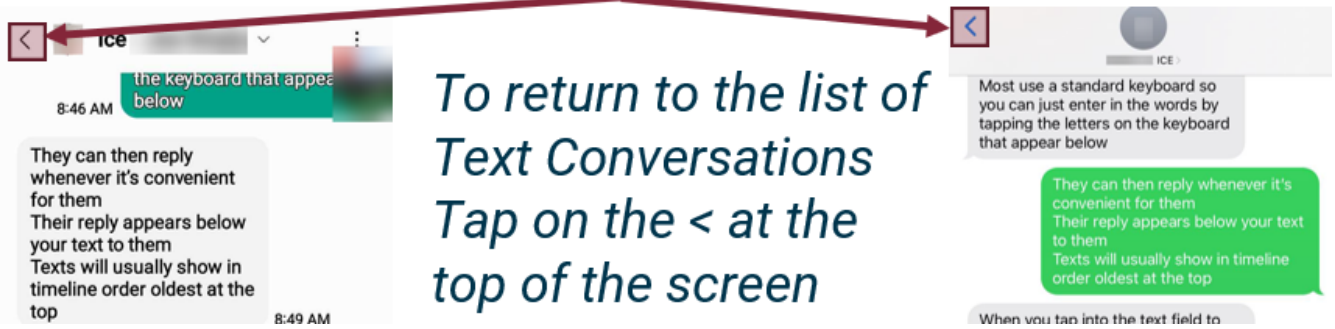 <
Ice
the keyboard that appea
below
8:46 AM
They can then reply
whenever it's convenient
for them
Their reply appears below
your text to them
Texts will usually show in
timeline order oldest at the
top
8:49 AM
To return to the list of
Text Conversations
Tap on the < at the
top of the screen
<
ICE >
Most use a standard keyboard so
you can just enter in the words by
tapping the letters on the keyboard
that appear below
They can then reply whenever it's
convenient for them
Their reply appears below your text
to them
Texts will usually show in timeline
order oldest at the top
When you tap into the text field to